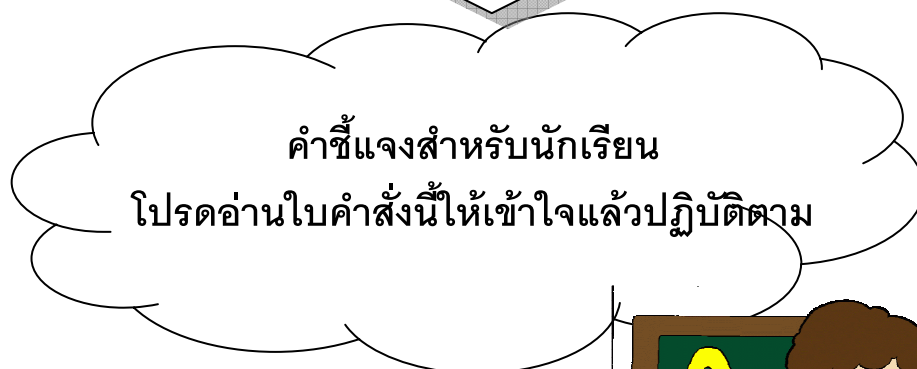 คำชี้แจงสำหรับนักเรียน
โปรดอ่านใบคำสั่งนี้ให้เข้าใจแล้วปฏิบัติตาม